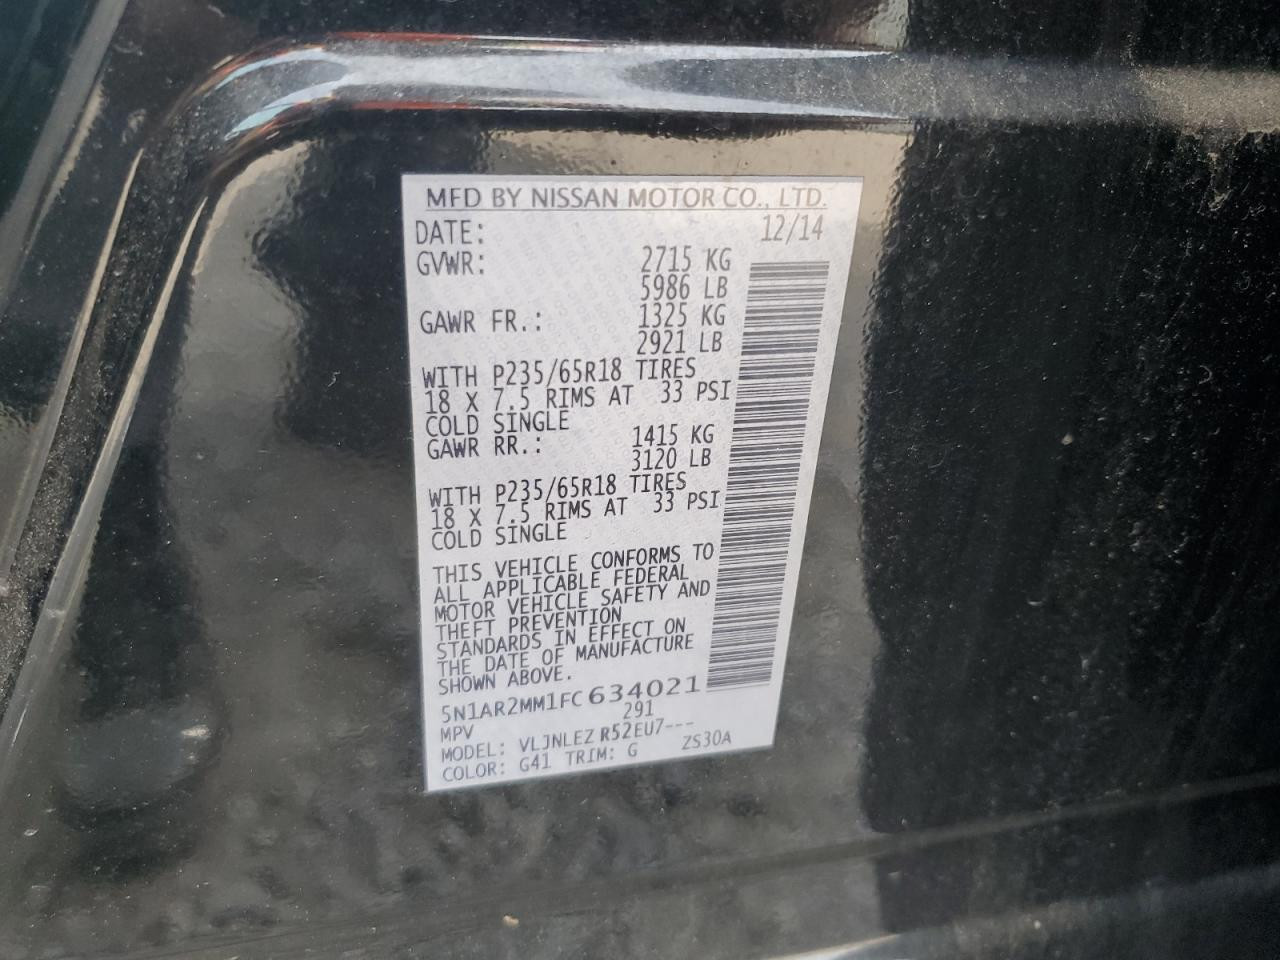 MFD BY NISSAN MOTOR CO., LTD.
DATE: 12/14
GVWR: 2715 KG
5986 LB
GAWR FR.: 1325 KG
2921 LB
WITH P235/65R18 TIRES
18 X 7.5 RIMS AT 33 PSI
COLD SINGLE
GAWR RR.: 1415 KG
3120 LB
WITH P235/65R18 TIRES
18 X 7.5 RIMS AT 33 PSI
COLD SINGLE
THIS VEHICLE CONFORMS TO
ALL APPLICABLE FEDERAL
MOTOR VEHICLE SAFETY AND
THEFT PREVENTION
STANDARDS IN EFFECT ON
THE DATE OF MANUFACTURE
SHOWN ABOVE.
5N1AR2MM1FC634021
MPV 291
MODEL: VLJNLEZ R52EU7---
COLOR: G41 TRIM: G ZS30A